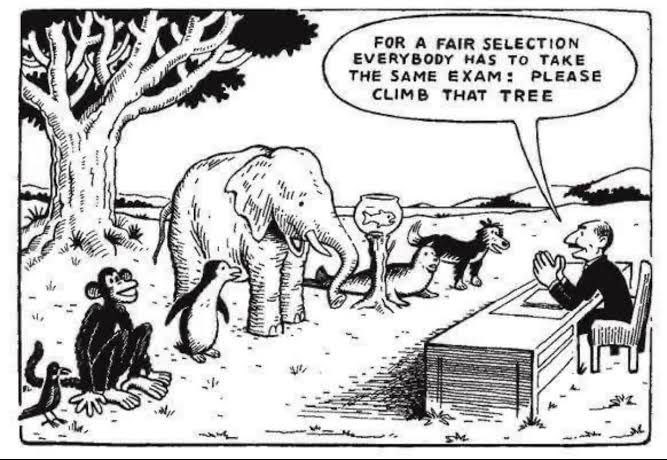 FOR A FAIR SELECTION
EVERYBODY HAS TO TAKE
THE SAME EXAM: PLEASE
CLIMB THAT TREE